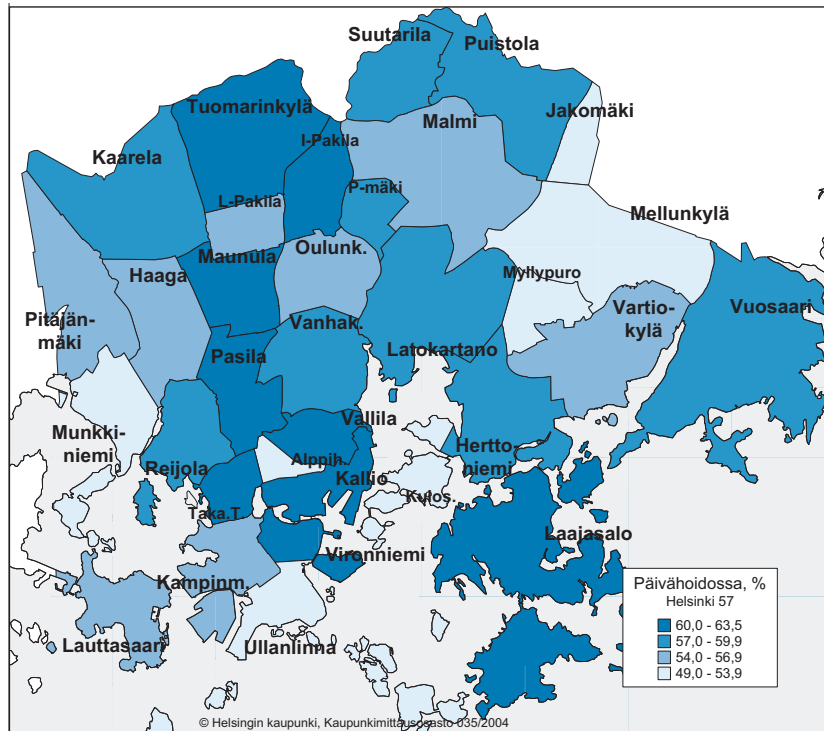 Suutarila
Puistola
Tuomarinkylä
Malmi
Jakomäki
I-Pakila
Kaarela
P-mäki
L-Pakila
Mellunkylä
Maunula
Oulunk.
Haaga
Myllypuro
Vartio-
kylä
Vuosaari
Pitäjän-
mäki
Vanhak.
Latokartano
Pasila
Vallila
Munkki-
niemi
Reijola
Alppih.
Hertto-
niemi
Kallio
Kulos.
Taka.T.
Laajasalo
Vironniemi
Kampinm.
Lauttasaari
Ullanlinna
Päivähoidossa, %
Helsinki 57
60,0 - 63,5
57,0 - 59,9
54,0 - 56,9
49,0 - 53,9
© Helsingin kaupunki, Kaupunkimittausosasto 035/2004